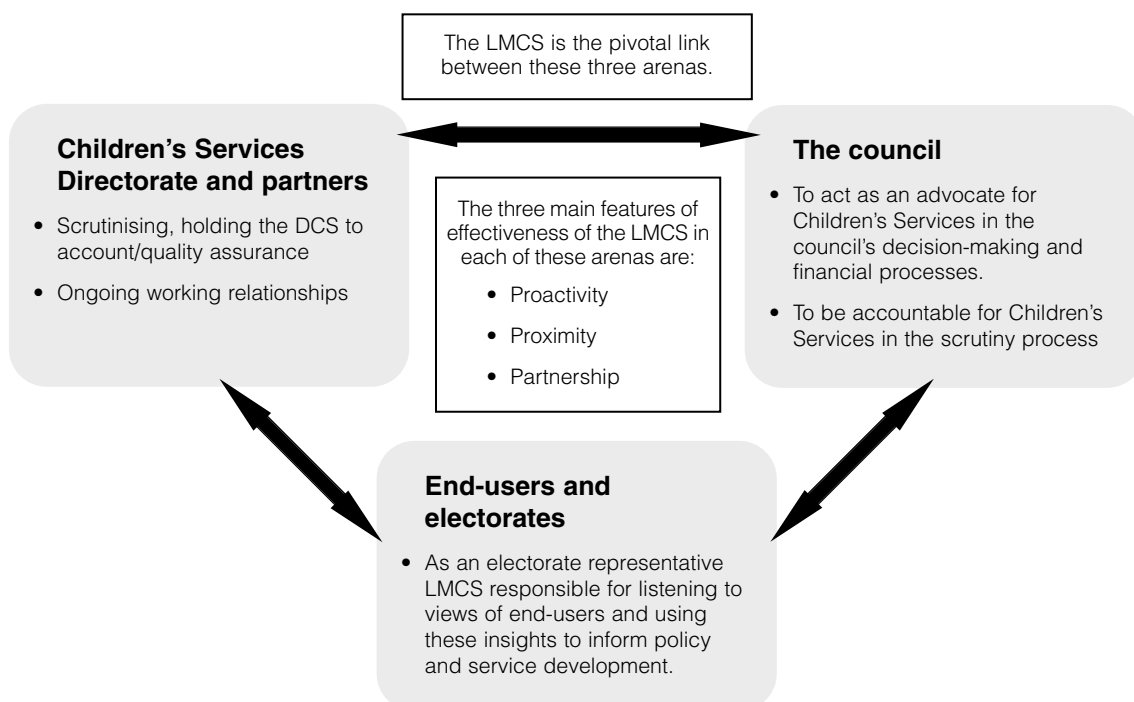 The LMCS is the pivotal link
between these three arenas.
Children’s Services
Directorate and partners
• Scrutinising, holding the DCS to
account/quality assurance
• Ongoing working relationships
The three main features of
effectiveness of the LMCS in
each of these arenas are:
• Proactivity
• Proximity
• Partnership
The council
• To act as an advocate for
Children’s Services in the
council’s decision-making and
financial processes.
• To be accountable for Children’s
Services in the scrutiny process
End-users and
electorates
• As an electorate representative
LMCS responsible for listening to
views of end-users and using
these insights to inform policy
and service development.